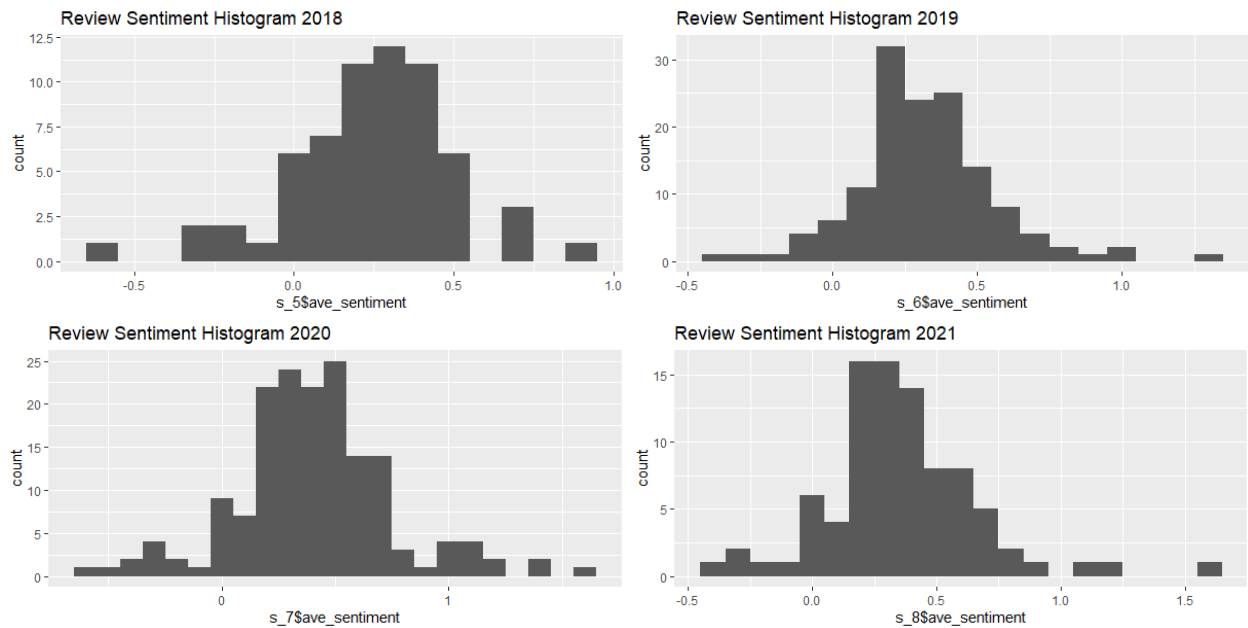 Review Sentiment Histogram 2018
12.5
10.0
7.5
5.0
2.5
0.0
count
-0.5 0.0 0.5 1.0
s_5$ave_sentiment
Review Sentiment Histogram 2019
30
20
10
0
count
-0.5 0.0 0.5 1.0
s_6$ave_sentiment
Review Sentiment Histogram 2020
25
20
15
10
5
0
count
0 1
s_7$ave_sentiment
Review Sentiment Histogram 2021
15
10
5
0
count
-0.5 0.0 0.5 1.0 1.5
s_8$ave_sentiment